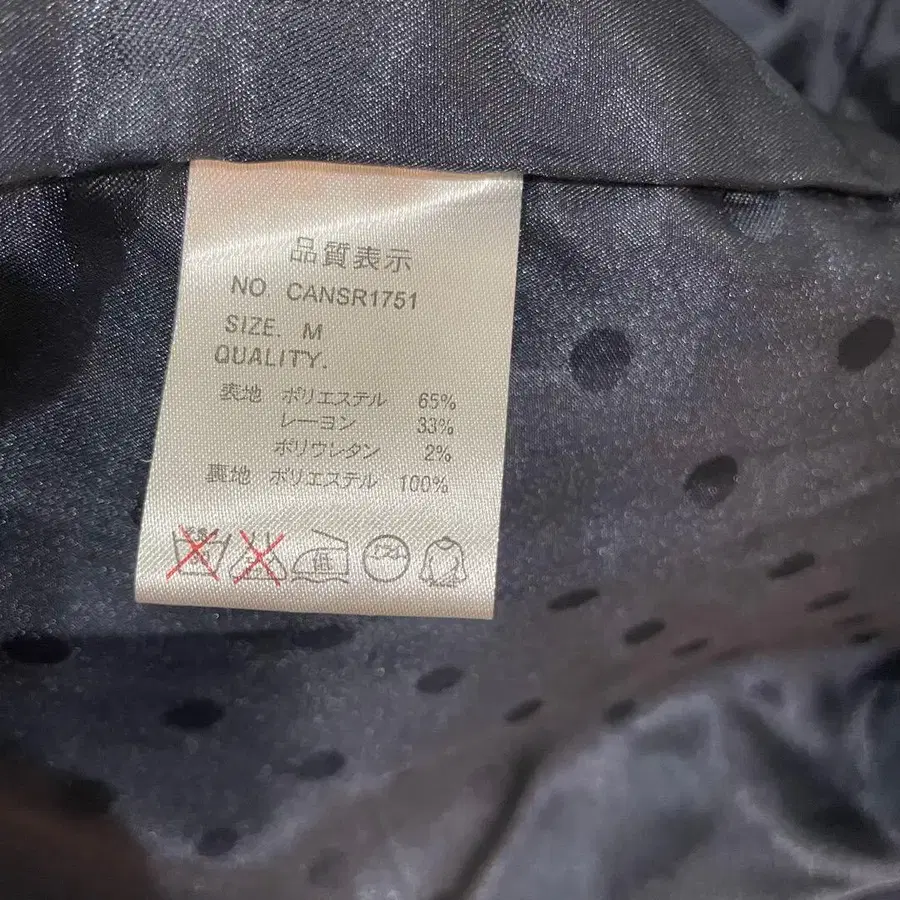 品質表示
NO. CANSR1751
SIZE. M
QUALITY.
表地 ポリエステル 65%
レーヨン 33%
ポリウレタン 2%
裏地 ポリエステル 100%
低